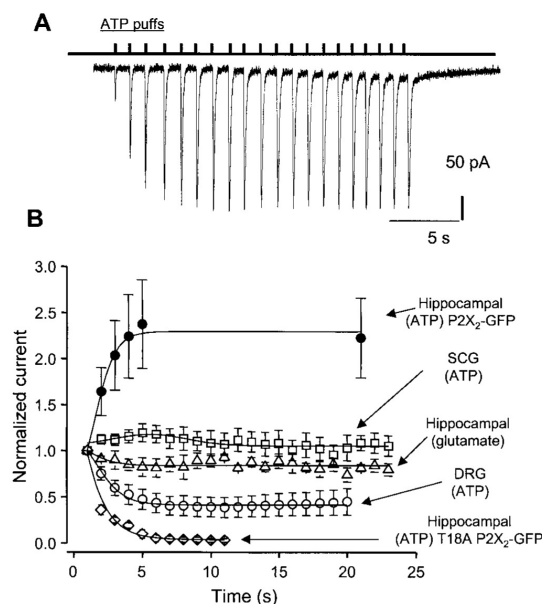 A
ATP puffs
50 pA
5 s
B
3.0
2.5
2.0
1.5
1.0
0.5
0.0
Normalized current
0
5
10
15
20
25
Time (s)
Hippocampal
(ATP) P2X₂-GFP
SCG
(ATP)
Hippocampal
(glutamate)
DRG
(ATP)
Hippocampal
(ATP) T18A P2X₂-GFP